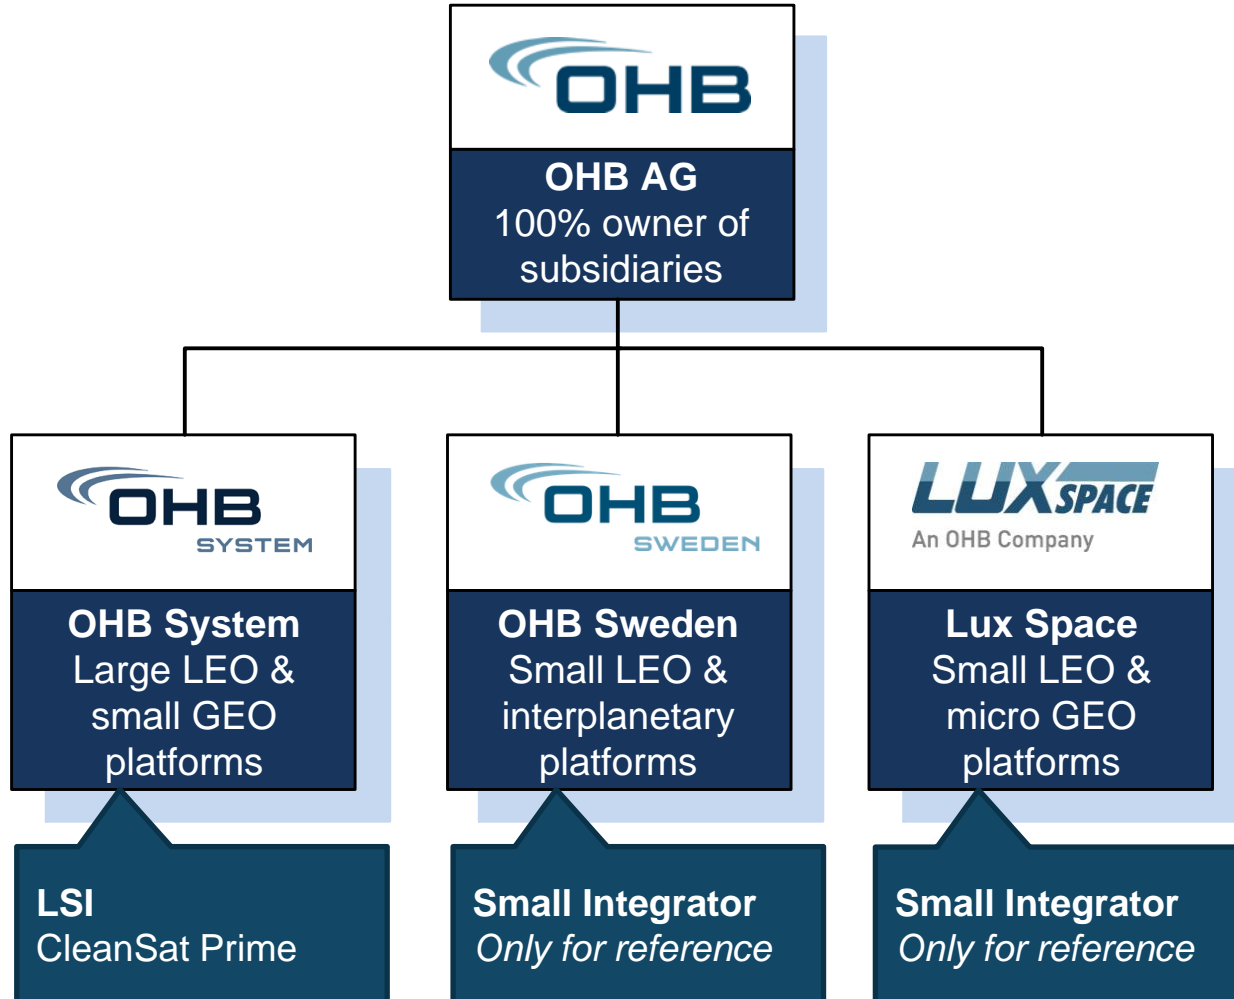 OHB
OHB AG
100% owner of
subsidiaries
OHB
SYSTEM
OHB System
Large LEO &
small GEO
platforms
OHB
SWEDEN
OHB Sweden
Small LEO &
interplanetary
platforms
LUXSPACE
An OHB Company
Lux Space
Small LEO &
micro GEO
platforms
LSI
CleanSat Prime
Small Integrator
Only for reference
Small Integrator
Only for reference